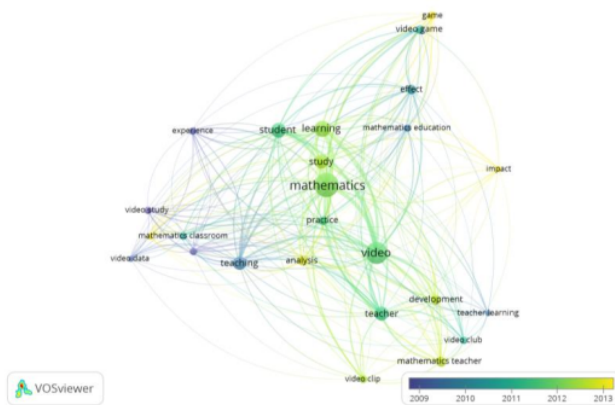 game
video game
effect
mathematics education
experience
student
learning
study
impact
mathematics
video study
practice
mathematics classroom
video data
teaching
analysis
video
development
teacher
teacher learning
video club
mathematics teacher
video clip
VOSviewer
2009 2010 2011 2012 2013